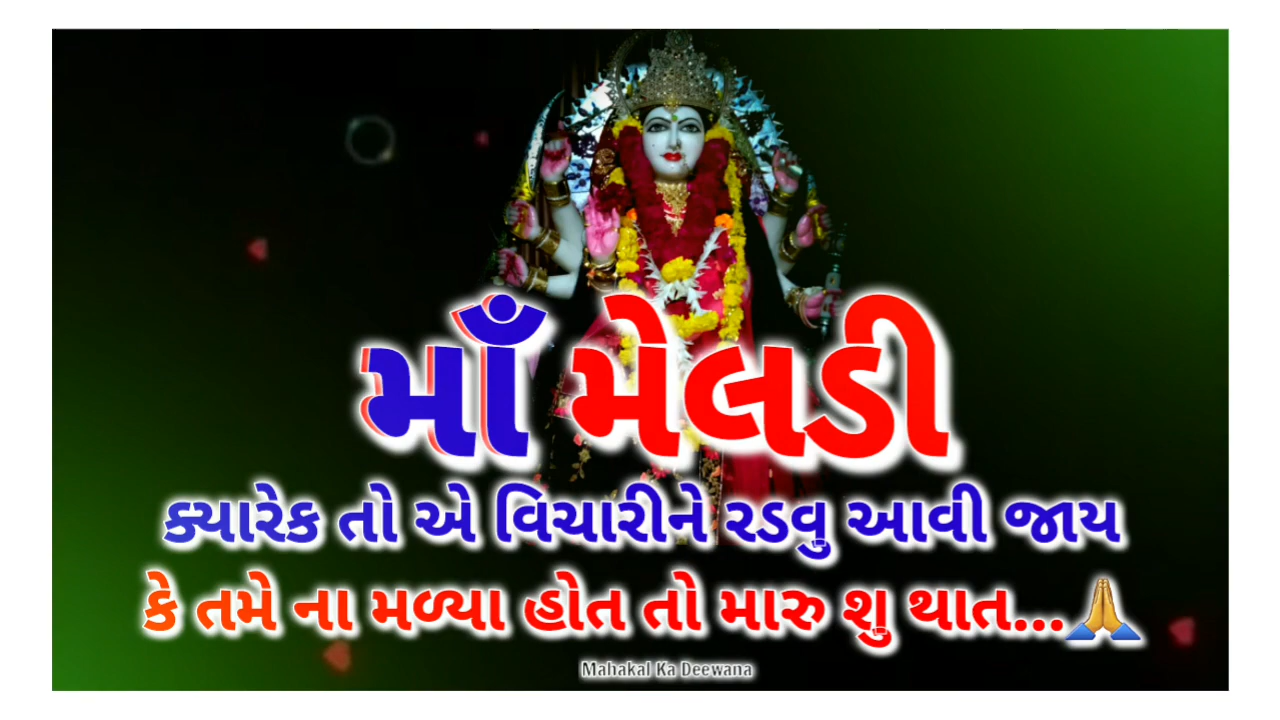 માઁ મેલડી
ક્યારેક તો એ વિચારીને રડવુ આવી જાય
કે તમે ના મળ્યા હોત તો મારુ શુ થાત...🙏
Mahakal Ka Deewana